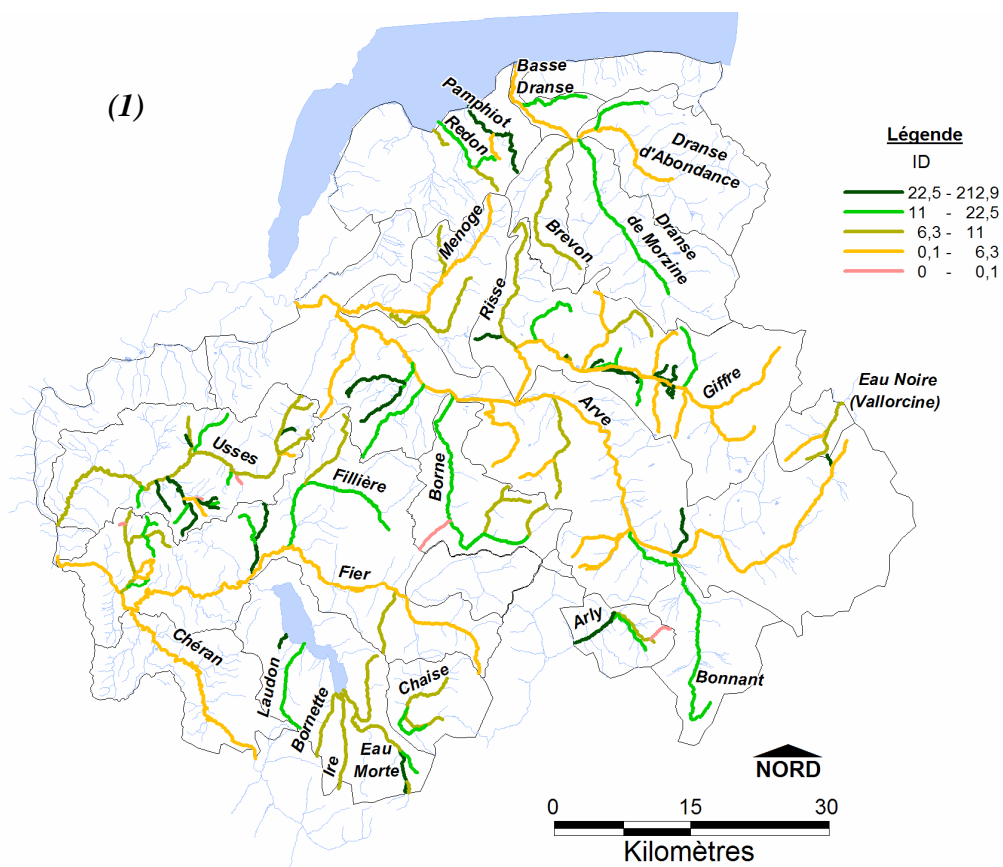 (1)
Basse
Dranse
Pamphiot
Redon
Dranse
d'Abondance
Légende
ID
22,5 - 212,9
11 - 22,5
6,3 - 11
0,1 - 6,3
0 - 0,1
Menoge
Brevon
Dranse
de Morzine
Risse
Giffre
Eau Noire
(Vallorcine)
Arve
Usses
Fillière
Borne
Fier
Arly
Chéran
Laudon
Bornette
Chaise
Bonnant
Ire
Eau
Morte
NORD
0 15 30
Kilomètres